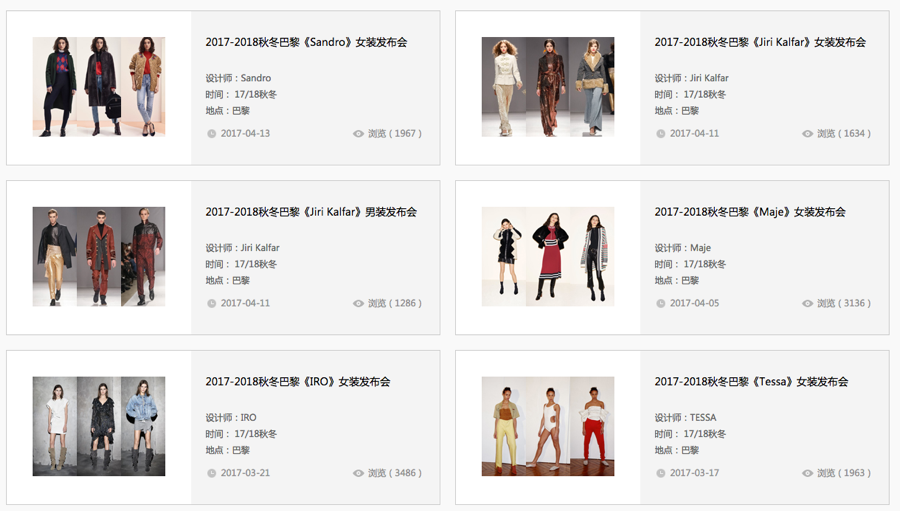 2017-2018秋冬巴黎《Sandro》女装发布会
设计师：Sandro
时间： 17/18秋冬
地点：巴黎
2017-04-13 浏览 ( 1967 )
2017-2018秋冬巴黎《Jiri Kalfar》女装发布会
设计师：Jiri Kalfar
时间： 17/18秋冬
地点：巴黎
2017-04-11 浏览 ( 1634 )
2017-2018秋冬巴黎《Jiri Kalfar》男装发布会
设计师：Jiri Kalfar
时间： 17/18秋冬
地点：巴黎
2017-04-11 浏览 ( 1286 )
2017-2018秋冬巴黎《Maje》女装发布会
设计师：Maje
时间： 17/18秋冬
地点：巴黎
2017-04-05 浏览 ( 3136 )
2017-2018秋冬巴黎《IRO》女装发布会
设计师：IRO
时间： 17/18秋冬
地点：巴黎
2017-03-21 浏览 ( 3486 )
2017-2018秋冬巴黎《Tessa》女装发布会
设计师：TESSA
时间： 17/18秋冬
地点：巴黎
2017-03-17 浏览 ( 1963 )